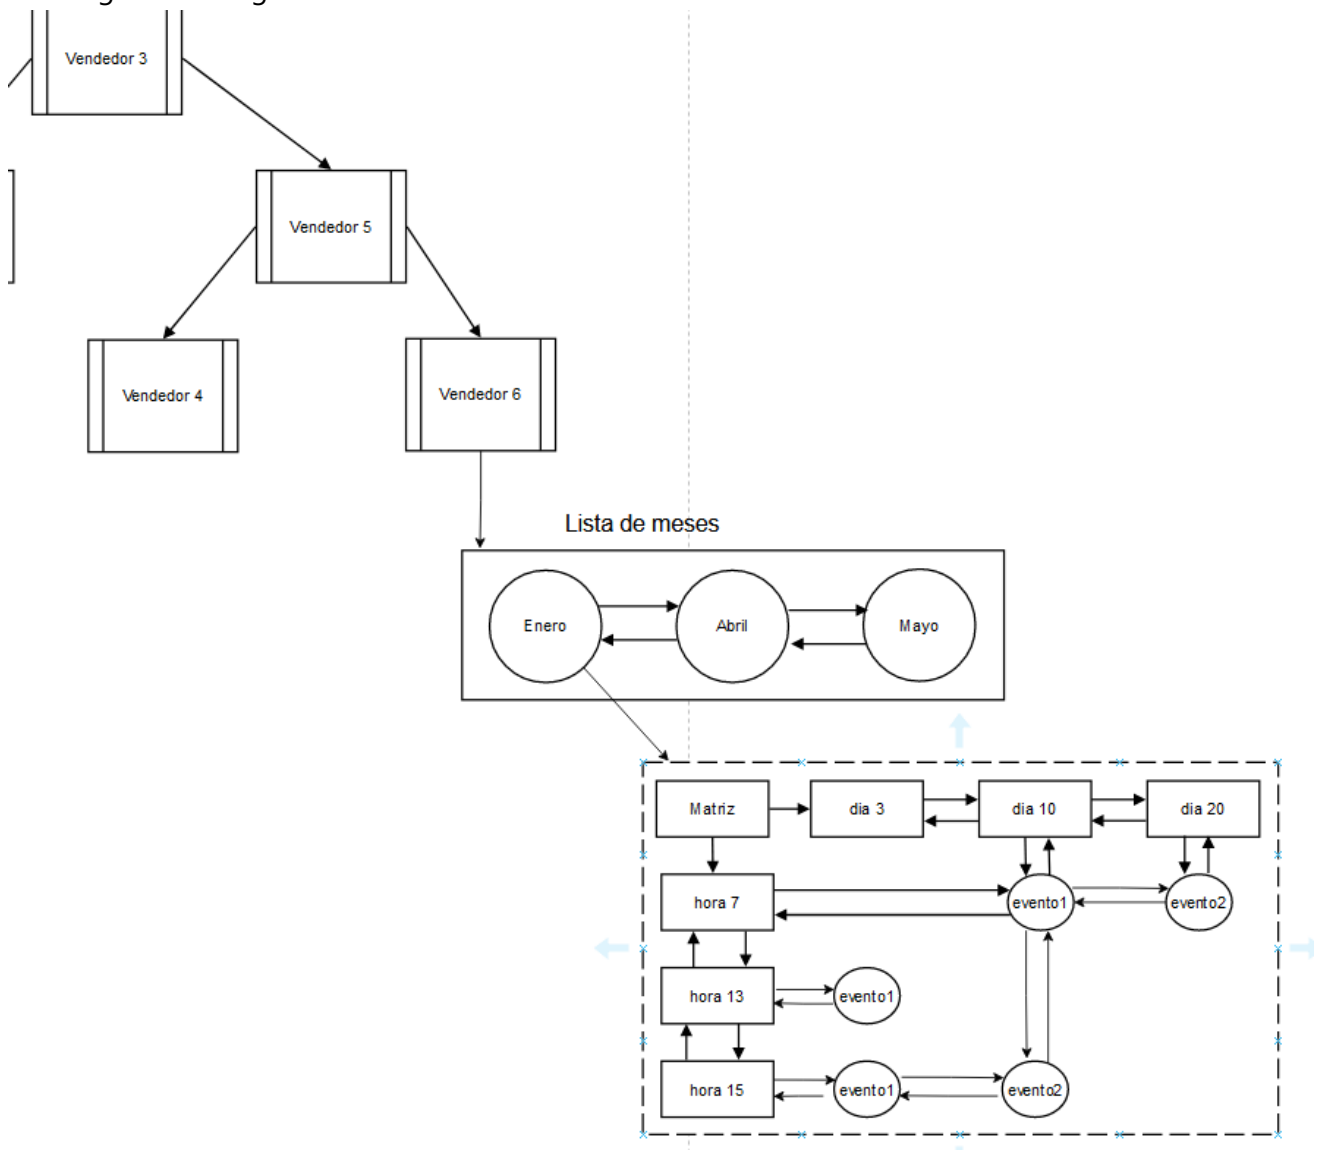 Vendedor 3
Vendedor 5
Vendedor 4
Vendedor 6
Lista de meses
Enero
Abril
Mayo
Matriz
dia 3
dia 10
dia 20
hora 7
evento1
evento2
hora 13
evento1
hora 15
evento1
evento2